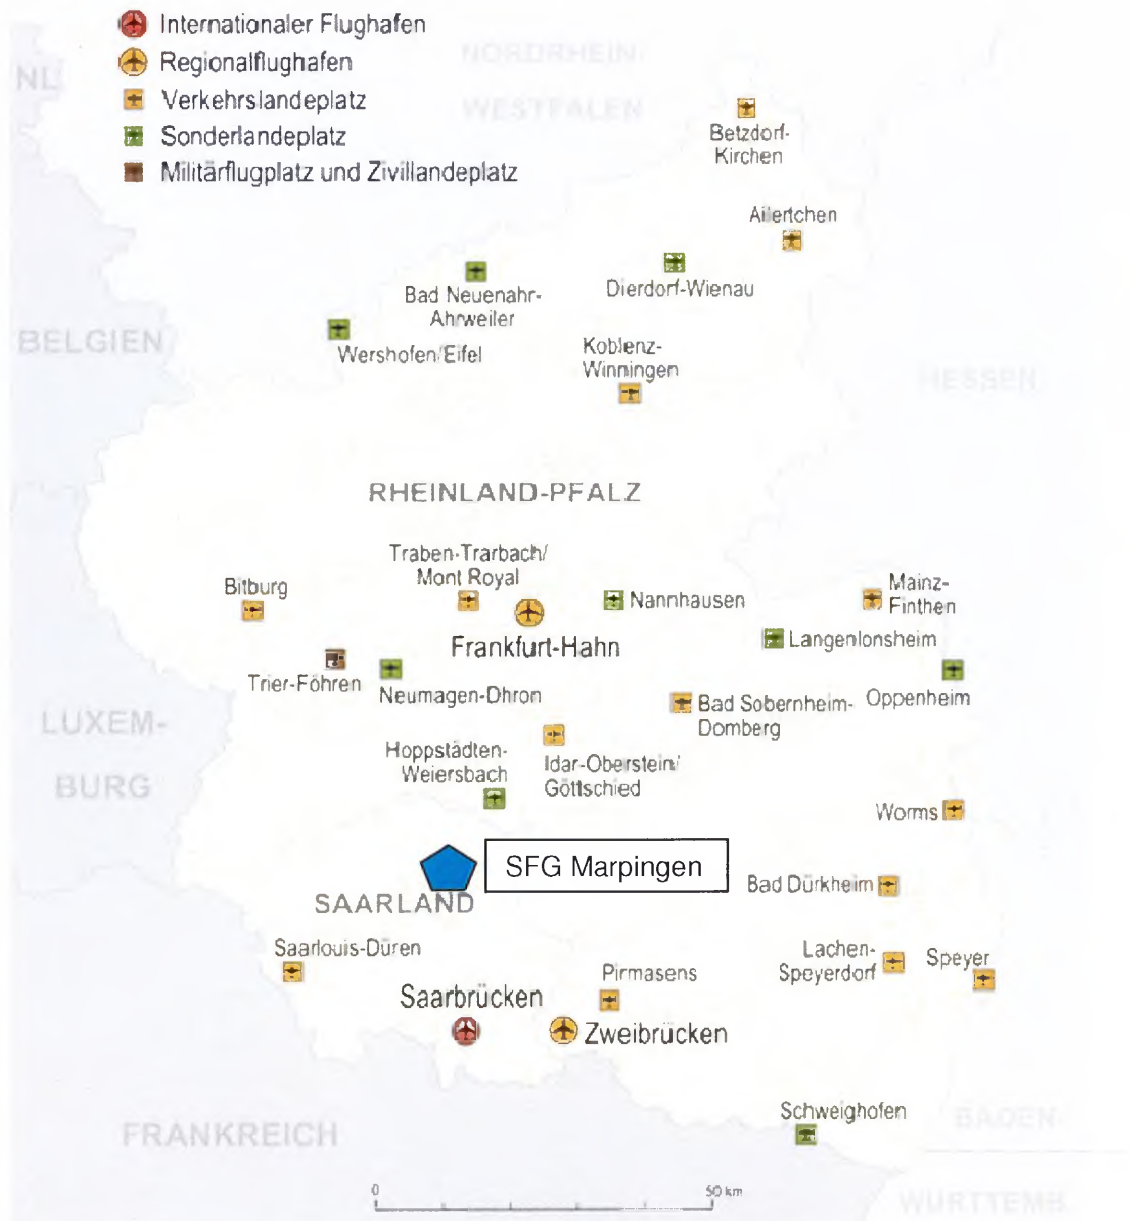 Internationaler Flughafen
Regionalflughafen
Verkehrslandeplatz
Sonderlandeplatz
Militärflugplatz und Zivillandeplatz
NL
NORDRHEIN-
WESTFALEN
Betzdorf-
Kirchen
Ailertchen
Dierdorf-Wienau
Bad Neuenahr-
Ahrweiler
BELGIEN
Wershofen/Eifel
Koblenz-
Winningen
HESSEN
RHEINLAND-PFALZ
Traben-Trarbach/
Mont Royal
Bitburg
Nannhausen
Mainz-
Finthen
Frankfurt-Hahn
Langenlonsheim
Trier-Föhren
Neumagen-Dhron
Oppenheim
Bad Sobernheim-
Domberg
LUXEM-
BURG
Hoppstädten-
Weiersbach
Idar-Oberstein/
Göttschied
Worms
SFG Marpingen
Bad Dürkheim
SAARLAND
Saarlouis-Düren
Lachen-
Speyerdorf
Speyer
Pirmasens
Saarbrücken
Zweibrücken
Schweighofen
FRANKREICH
BADEN-
WÜRTTEMB.
0 50 km